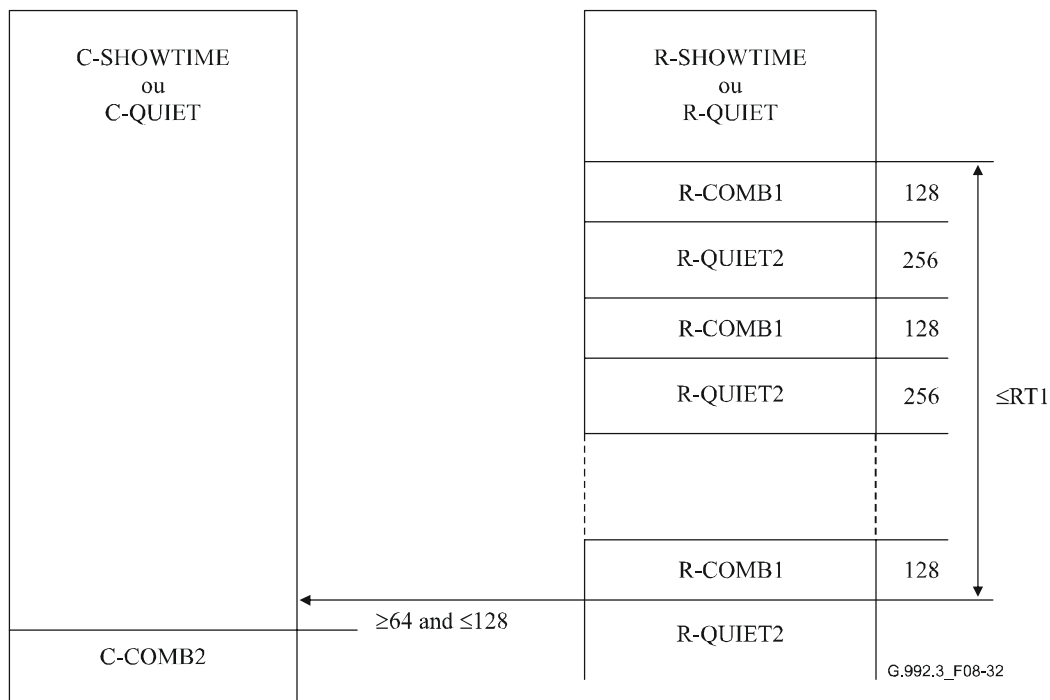 C-SHOWTIME
ou
C-QUIET
R-SHOWTIME
ou
R-QUIET
R-COMB1
128
R-QUIET2
256
R-COMB1
128
R-QUIET2
256
≤RT1
R-COMB1
128
≥64 and ≤128
R-QUIET2
C-COMB2
G.992.3_F08-32